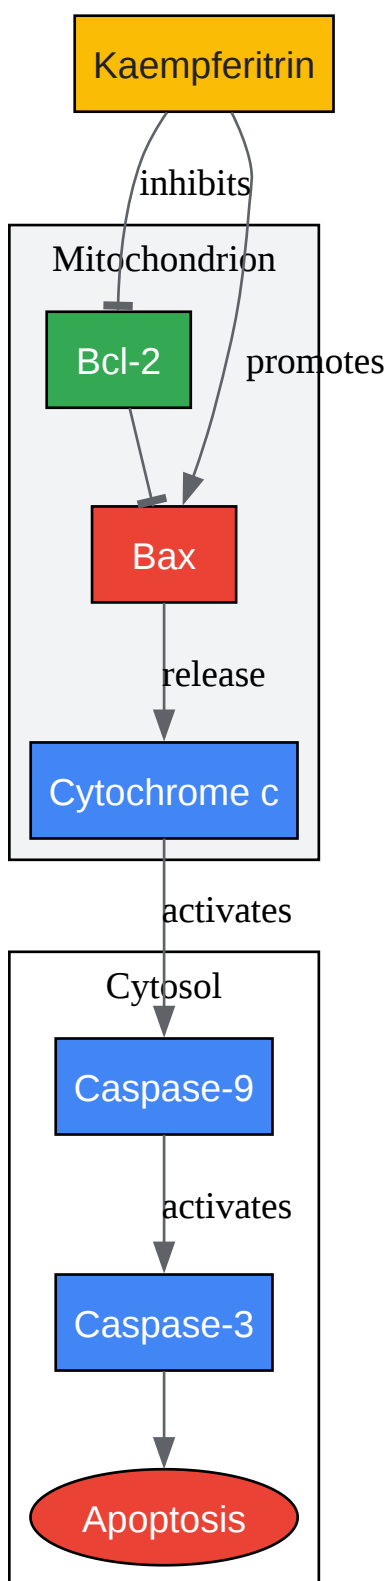 Kaempferitrin
inhibits
Mitochondrion
Bcl-2
promotes
Bax
release
Cytochrome c
activates
Cytosol
Caspase-9
activates
Caspase-3
Apoptosis